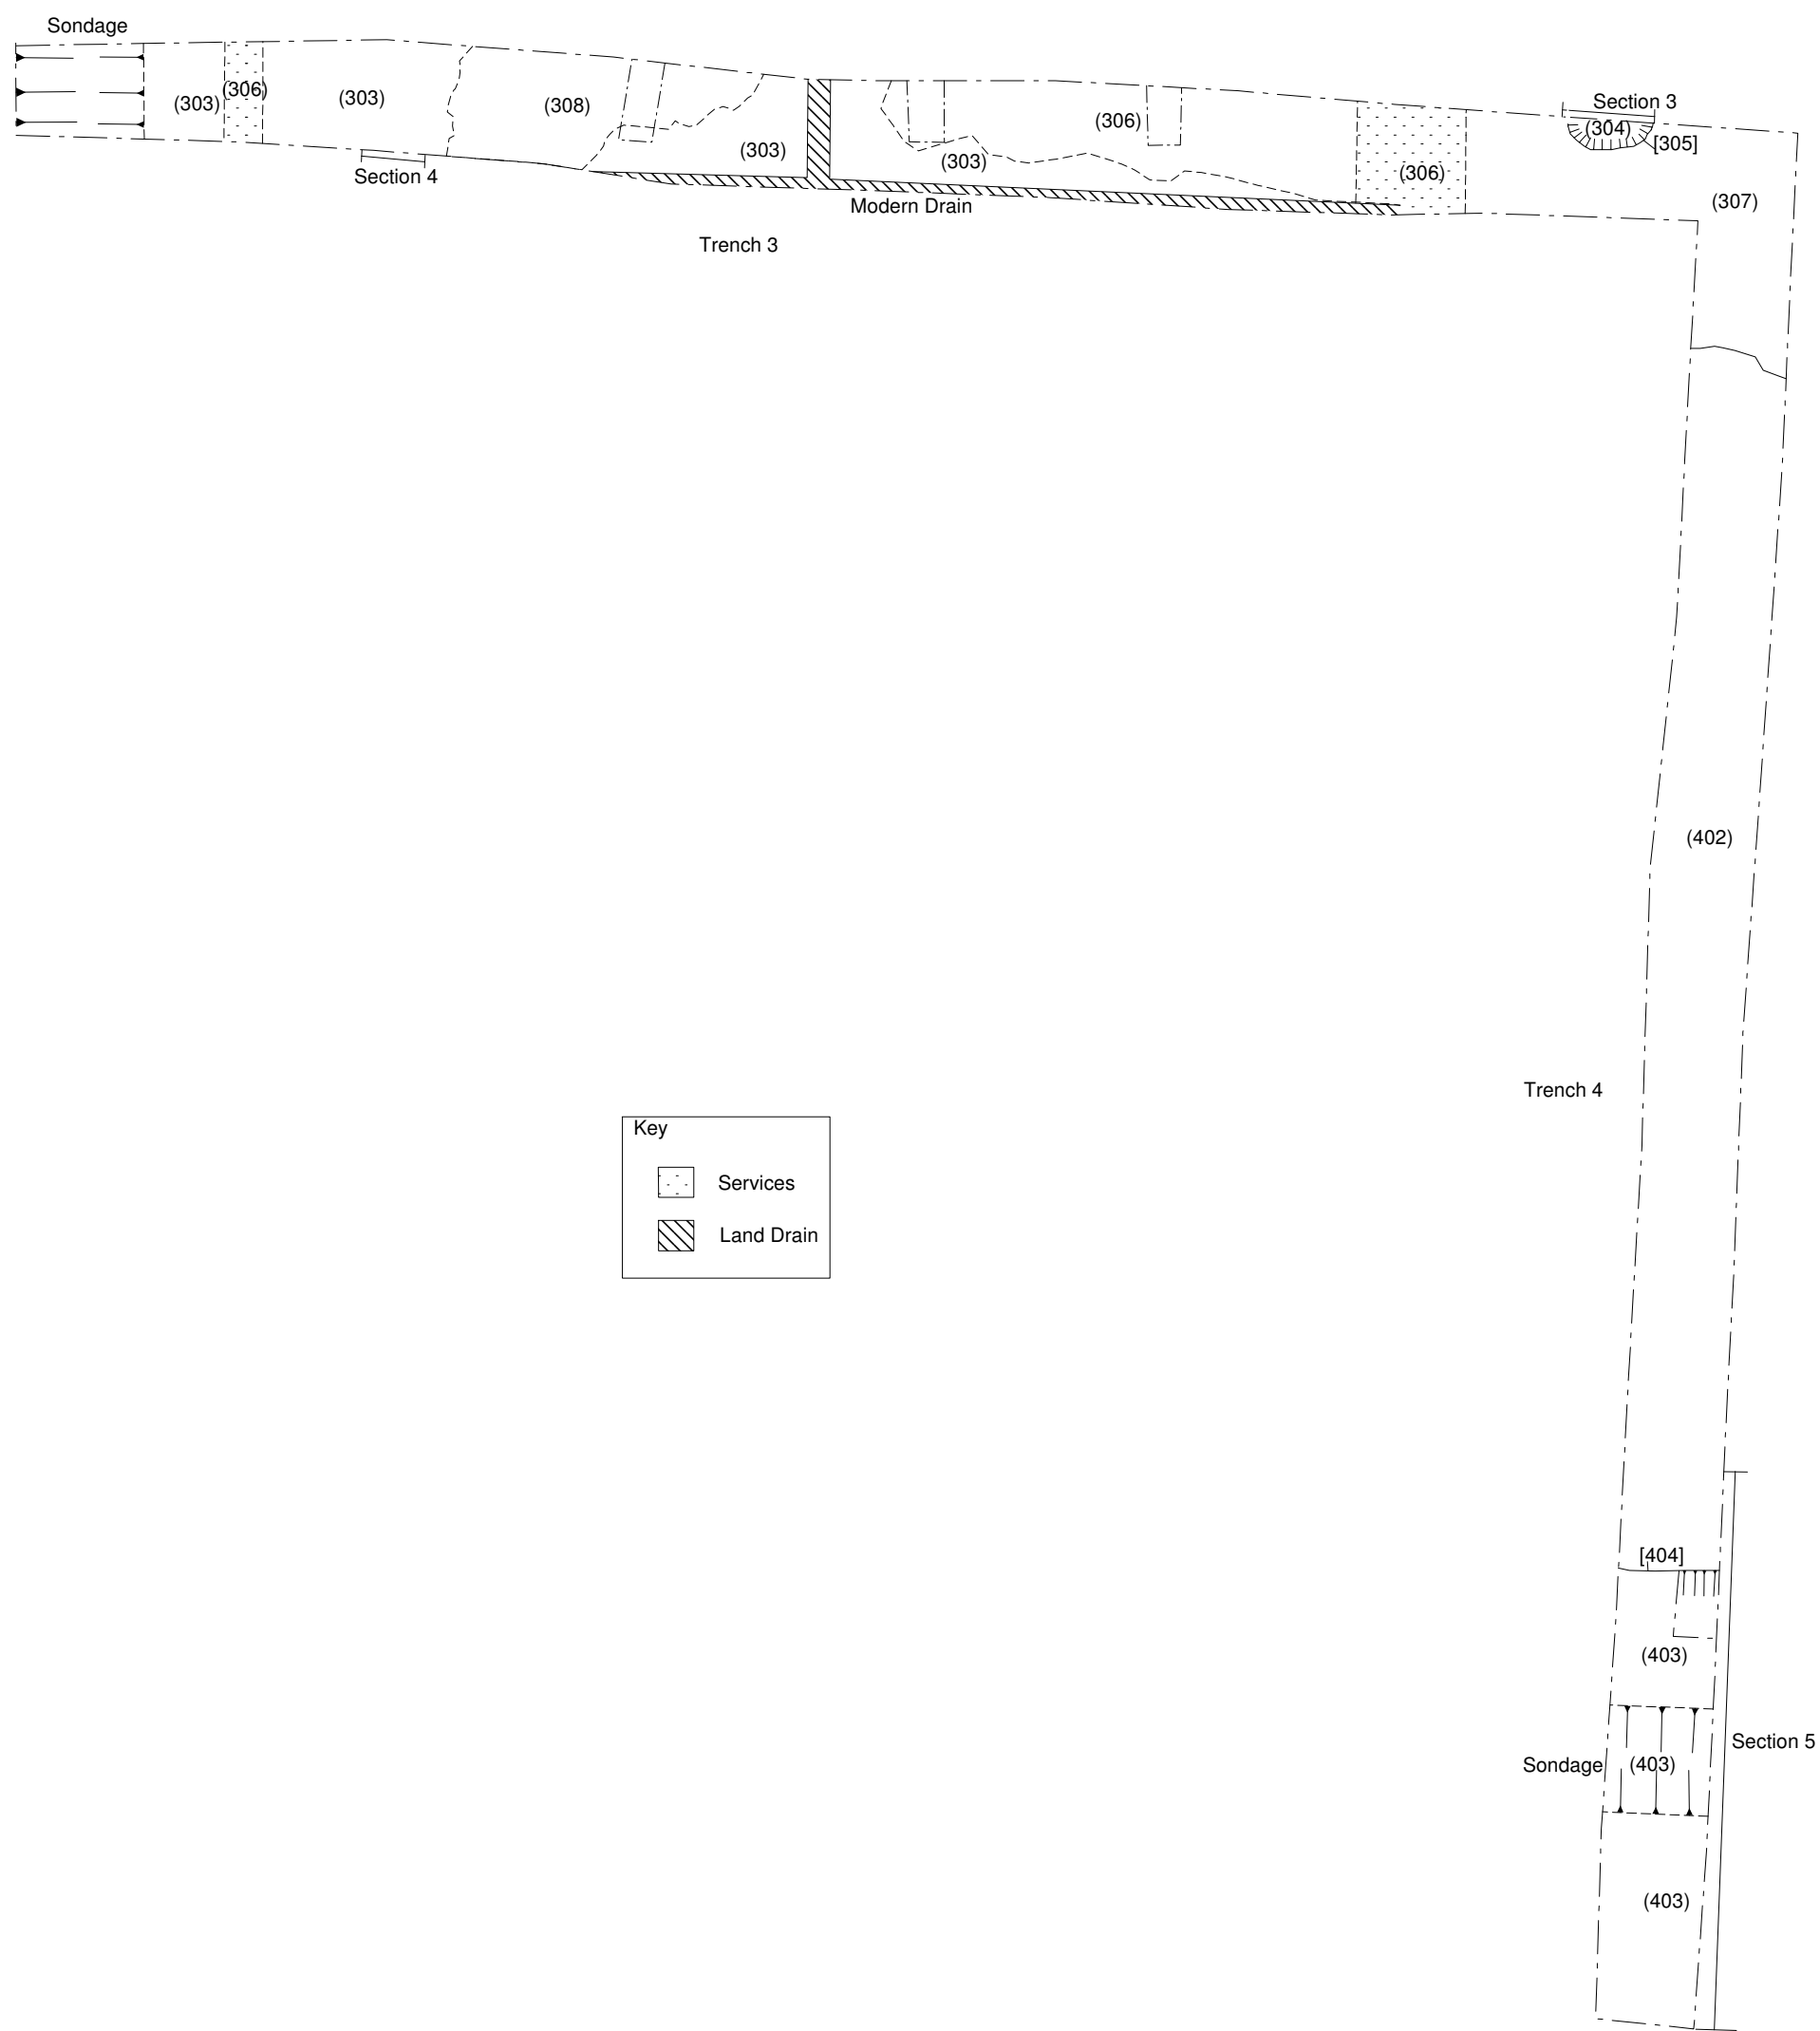 Sondage
(303)
(306)
(303)
(308)
(303)
(303)
(306)
(306)
Section 3
(304)
[305]
(307)
Section 4
Modern Drain
Trench 3
(402)
Trench 4
Key
Services
Land Drain
[404]
(403)
Section 5
Sondage
(403)
(403)